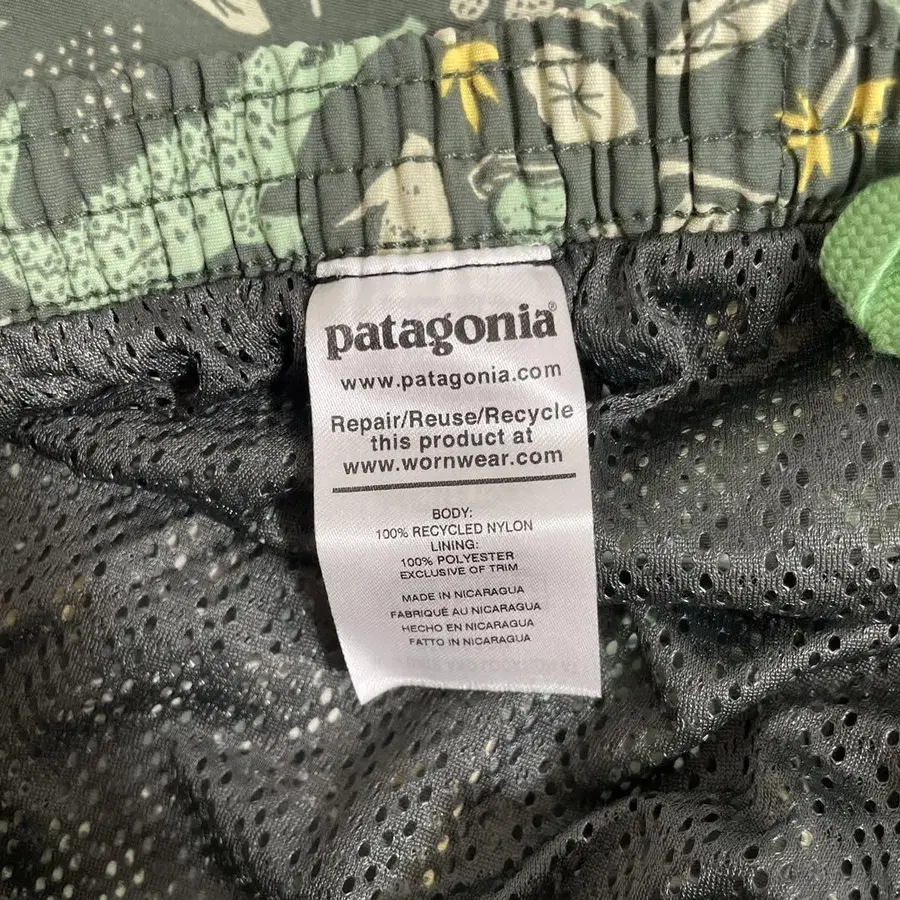 patagonia®
www.patagonia.com
Repair/Reuse/Recycle
this product at
www.wornwear.com
BODY:
100% RECYCLED NYLON
LINING:
100% POLYESTER
EXCLUSIVE OF TRIM
MADE IN NICARAGUA
FABRIQUÉ AU NICARAGUA
HECHO EN NICARAGUA
FATTO IN NICARAGUA